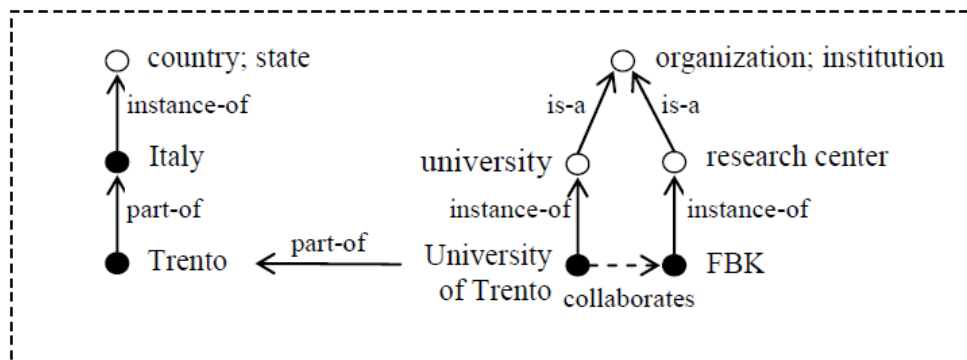 country; state
organization; institution
instance-of
is-a
is-a
Italy
university
research center
part-of
instance-of
instance-of
Trento
part-of
University
of Trento
FBK
collaborates